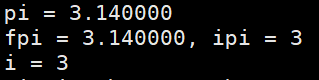 pi = 3.140000
fpi = 3.140000, ipi = 3
i = 3